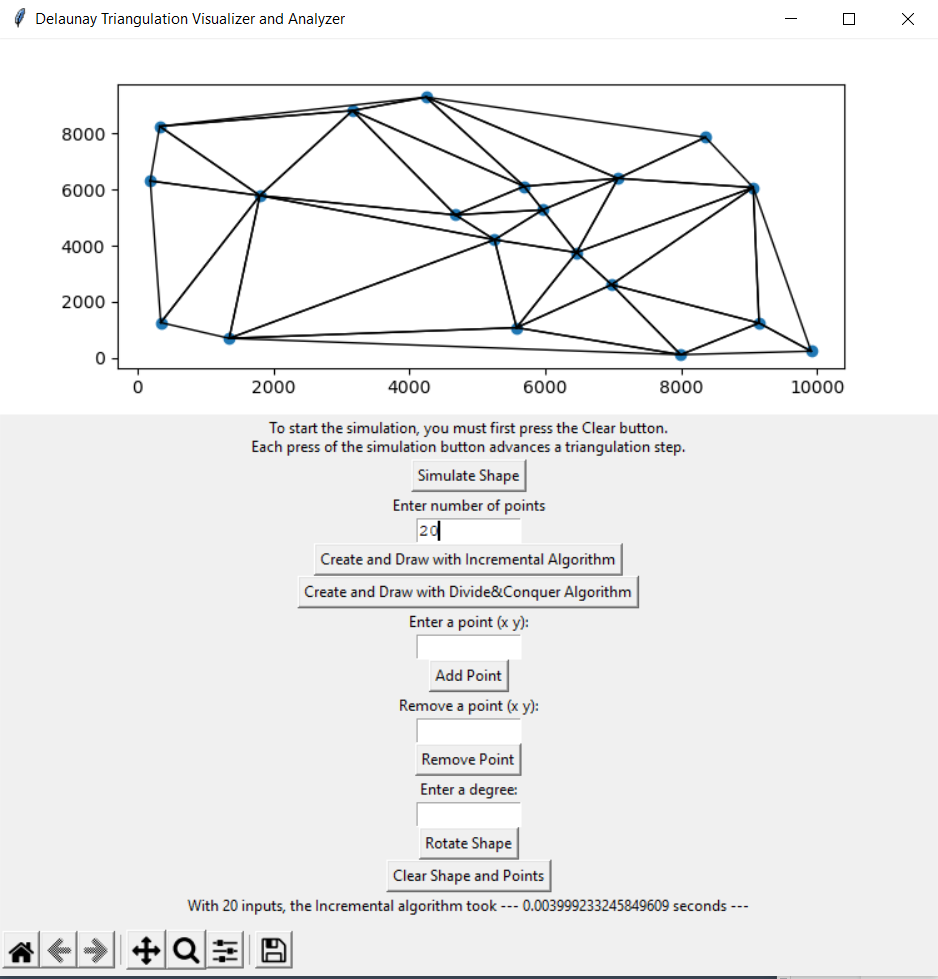 Delaunay Triangulation Visualizer and Analyzer
8000
6000
4000
2000
0
0 2000 4000 6000 8000 10000
To start the simulation, you must first press the Clear button.
Each press of the simulation button advances a triangulation step.
Simulate Shape
Enter number of points
20
Create and Draw with Incremental Algorithm
Create and Draw with Divide&Conquer Algorithm
Enter a point (x y):
Add Point
Remove a point (x y):
Remove Point
Enter a degree:
Rotate Shape
Clear Shape and Points
With 20 inputs, the Incremental algorithm took --- 0.003999233245849609 seconds ---